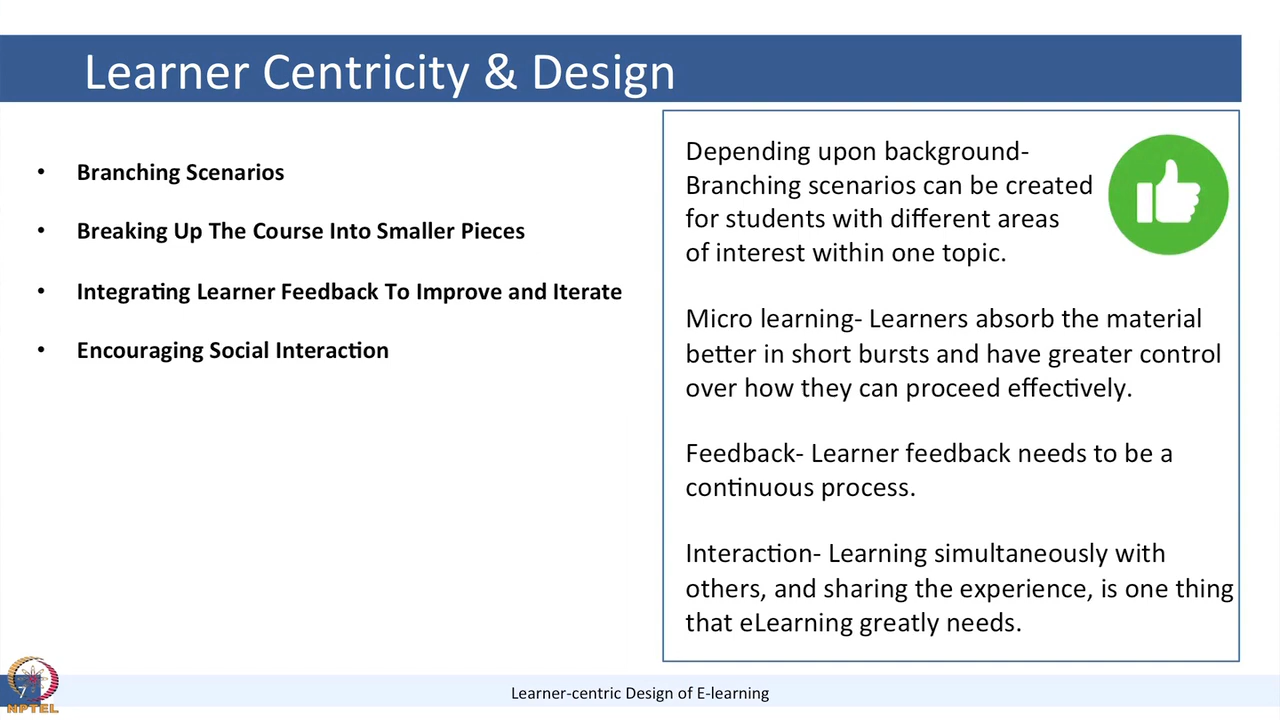 Learner Centricity & Design
• Branching Scenarios
• Breaking Up The Course Into Smaller Pieces
• Integrating Learner Feedback To Improve and Iterate
• Encouraging Social Interaction
Depending upon background-
Branching scenarios can be created
for students with different areas
of interest within one topic.
Micro learning- Learners absorb the material
better in short bursts and have greater control
over how they can proceed effectively.
Feedback- Learner feedback needs to be a
continuous process.
Interaction- Learning simultaneously with
others, and sharing the experience, is one thing
that eLearning greatly needs.
7
NPTEL
Learner-centric Design of E-learning